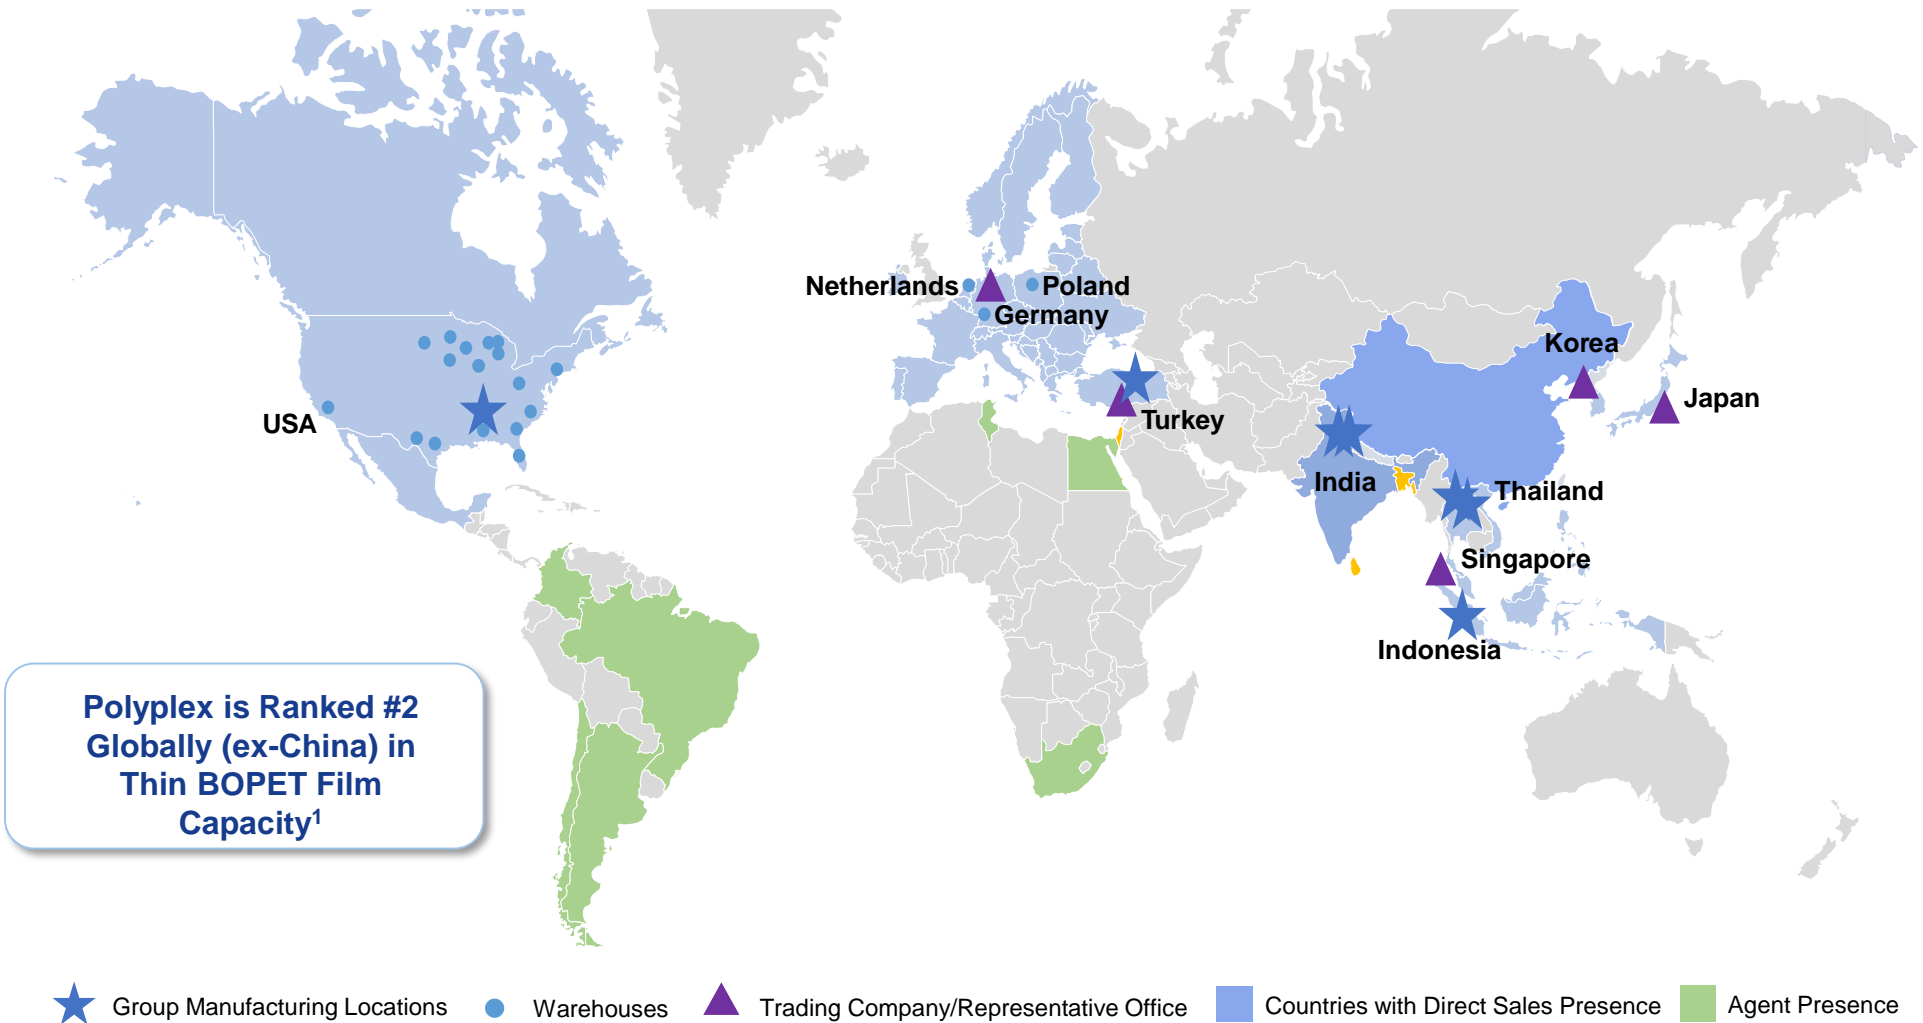 Netherlands
Poland
Germany
Korea
USA
Japan
Turkey
India
Thailand
Singapore
Indonesia
Polyplex is Ranked #2
Globally (ex-China) in
Thin BOPET Film
Capacity¹
Group Manufacturing Locations
Warehouses
Trading Company/Representative Office
Countries with Direct Sales Presence
Agent Presence